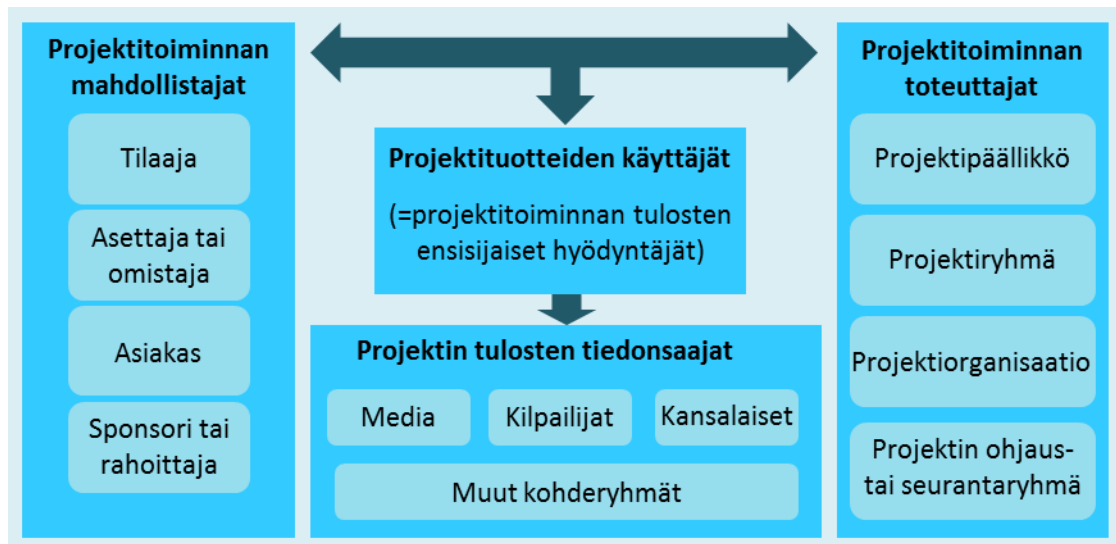 Projektitoiminnan
mahdollistajat
Tilaaja
Asettaja tai
omistaja
Asiakas
Sponsori tai
rahoittaja
Projektituotteiden käyttäjät
(=projektitoiminnan tulosten
ensisijaiset hyödyntäjät)
Projektin tulosten tiedonsaajat
Media
Kilpailijat
Kansalaiset
Muut kohderyhmät
Projektitoiminnan
toteuttajat
Projektipäällikkö
Projektiryhmä
Projektiorganisaatio
Projektin ohjaus-
tai seurantaryhmä